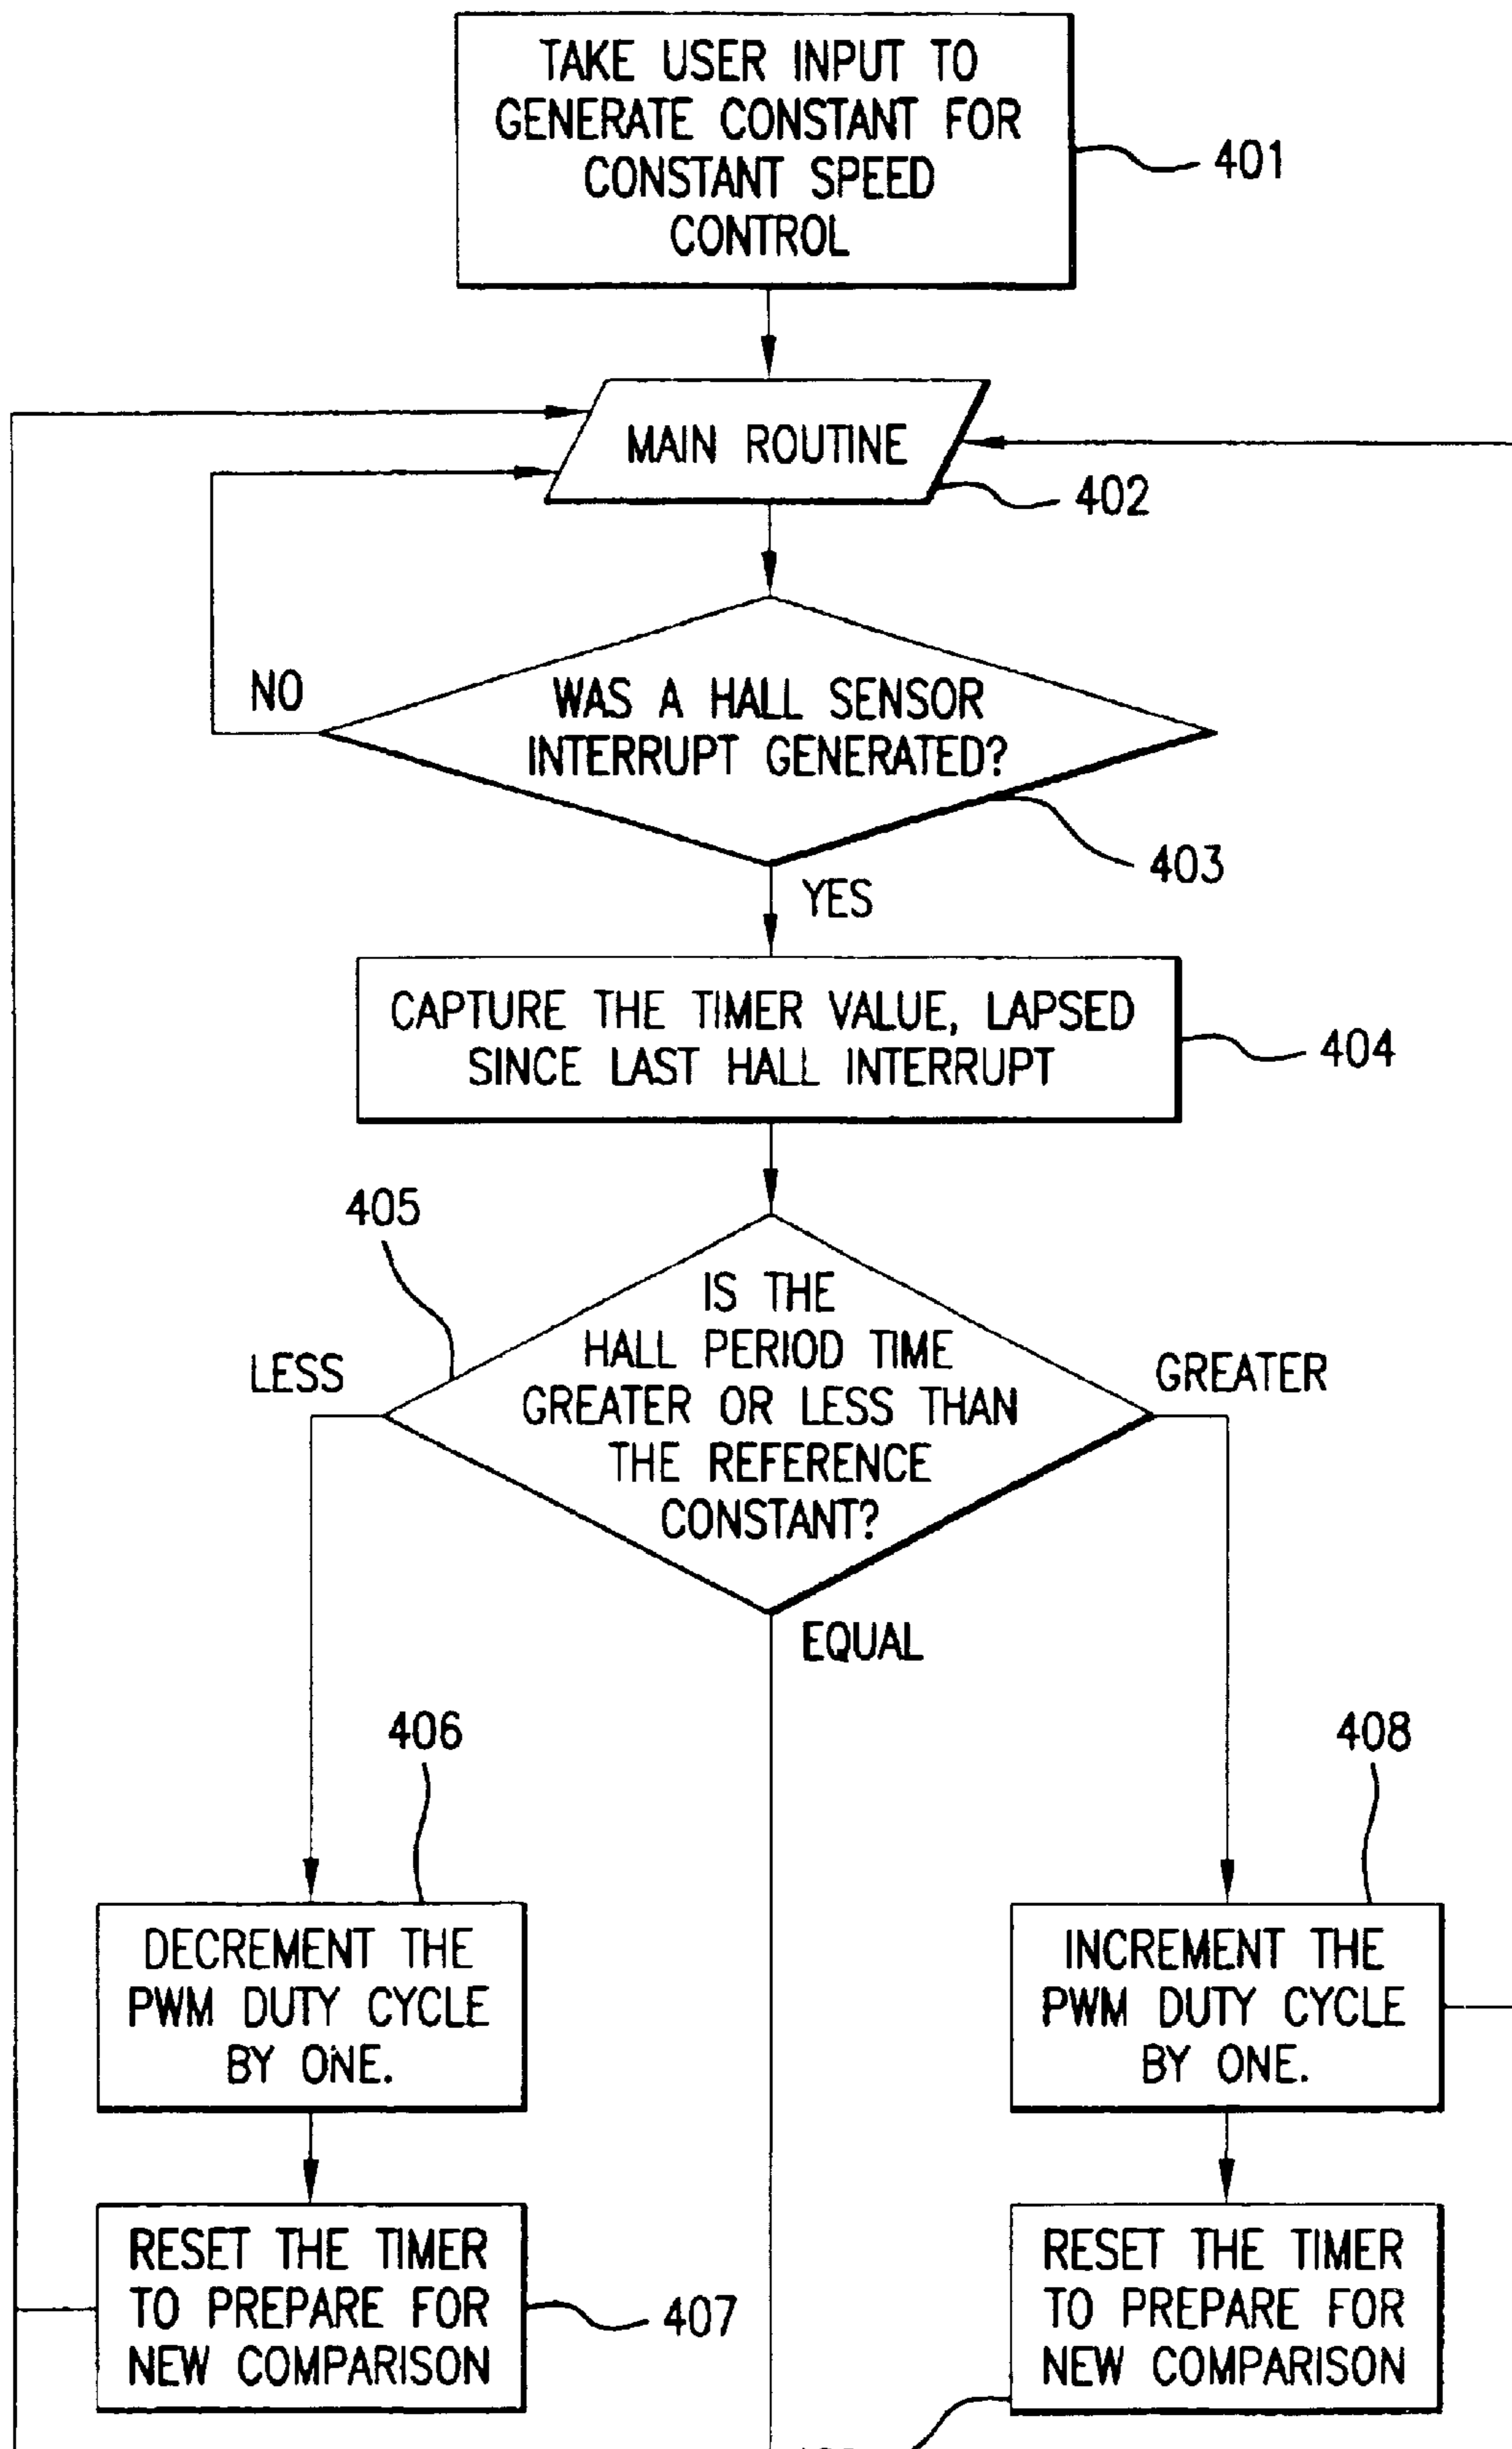 TAKE USER INPUT TO
GENERATE CONSTANT FOR
CONSTANT SPEED
CONTROL
401
MAIN ROUTINE
402
NO
WAS A HALL SENSOR
INTERRUPT GENERATED?
403
YES
CAPTURE THE TIMER VALUE, LAPSED
SINCE LAST HALL INTERRUPT
404
405
IS THE
HALL PERIOD TIME
GREATER OR LESS THAN
THE REFERENCE
CONSTANT?
LESS
GREATER
EQUAL
406
408
DECREMENT THE
PWM DUTY CYCLE
BY ONE.
INCREMENT THE
PWM DUTY CYCLE
BY ONE.
RESET THE TIMER
TO PREPARE FOR
NEW COMPARISON
407
RESET THE TIMER
TO PREPARE FOR
NEW COMPARISON